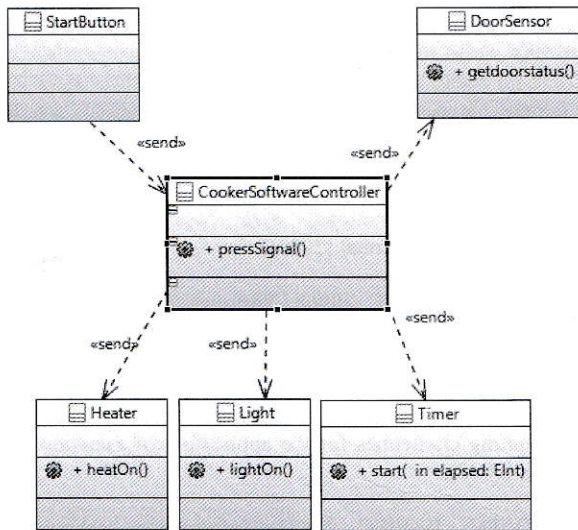 StartButton
DoorSensor
+ getdoorstatus()
«send»
«send»
CookerSoftwareController
+ pressSignal()
«send»
«send»
«send»
Heater
Light
Timer
+ heatOn()
+ lightOn()
+ start( in elapsed: EInt)